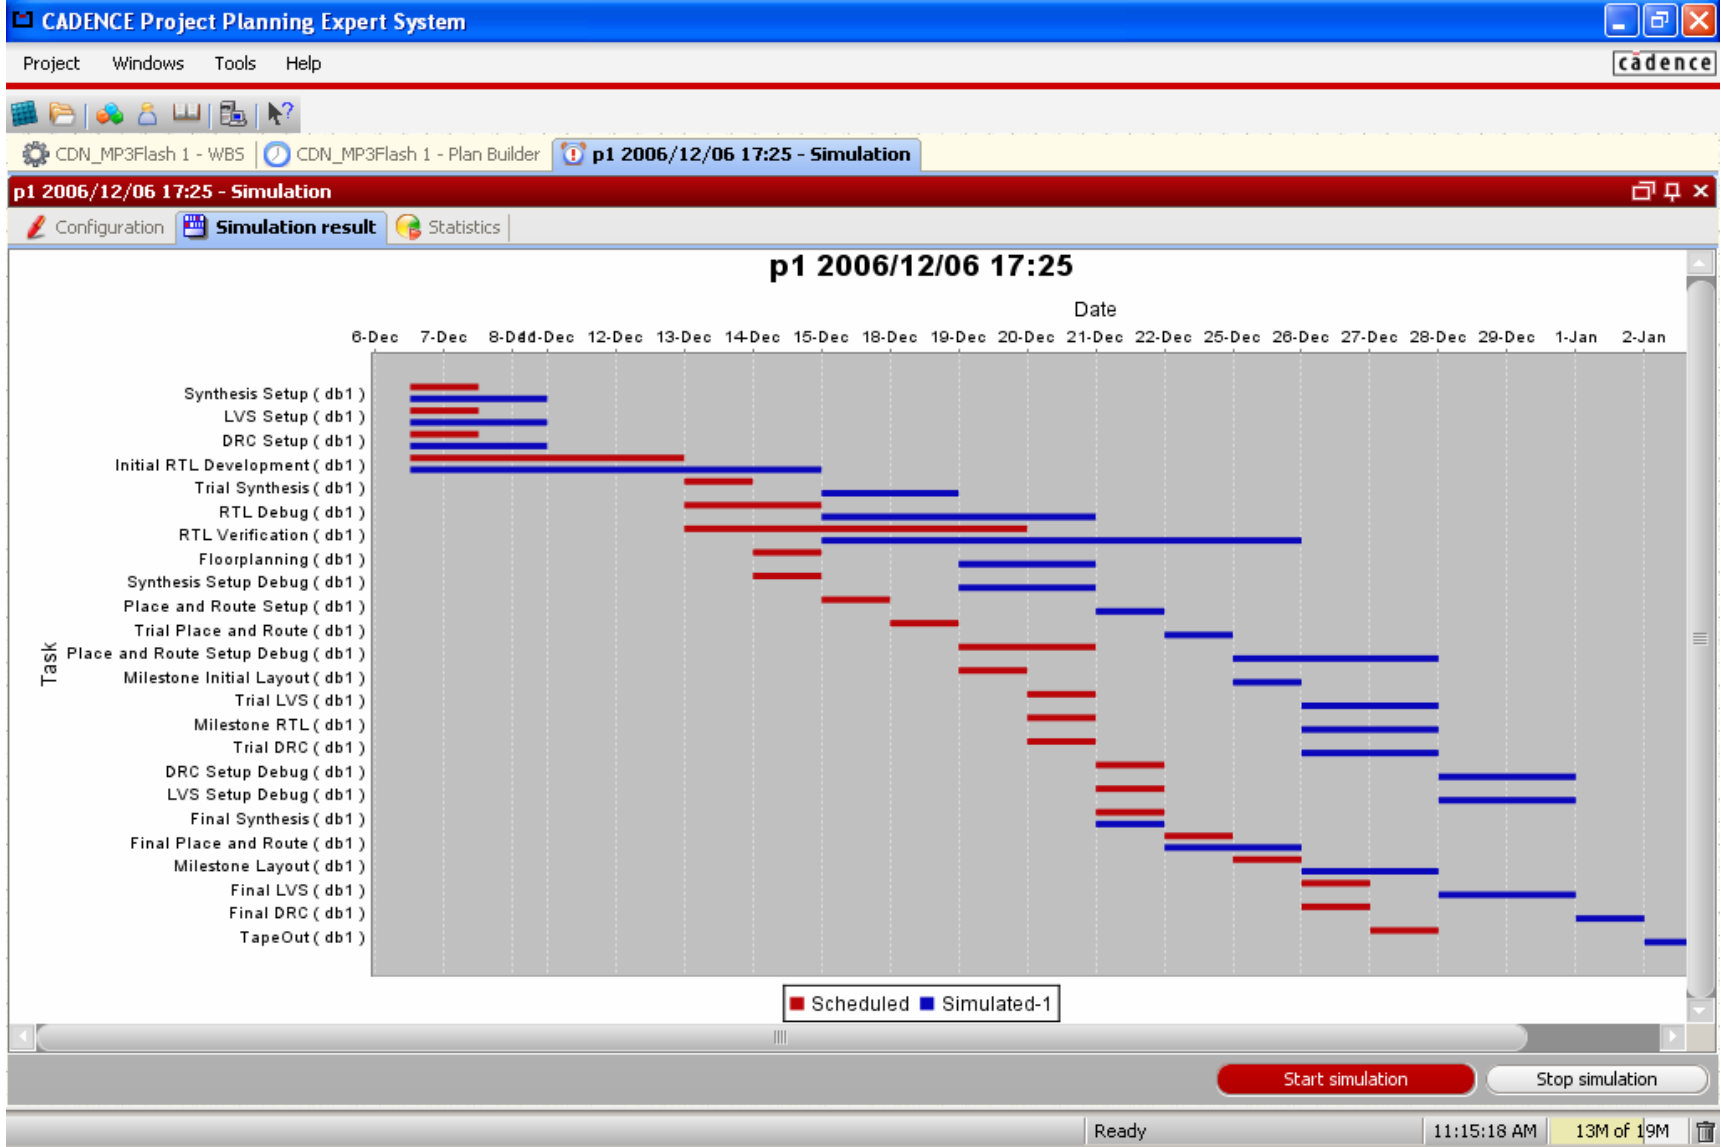 CADENCE Project Planning Expert System
Project Windows Tools Help
cādence
CDN_MP3Flash 1 - WBS CDN_MP3Flash 1 - Plan Builder p1 2006/12/06 17:25 - Simulation
p1 2006/12/06 17:25 - Simulation
Configuration Simulation result Statistics
p1 2006/12/06 17:25
Date
6-Dec 7-Dec 12-Dec 13-Dec 14-Dec 15-Dec 18-Dec 19-Dec 20-Dec 21-Dec 22-Dec 25-Dec 26-Dec 27-Dec 28-Dec 29-Dec 1-Jan 2-Jan
Synthesis Setup ( db1 )
LVS Setup ( db1 )
DRC Setup ( db1 )
Initial RTL Development ( db1 )
Trial Synthesis ( db1 )
RTL Debug ( db1 )
RTL Verification ( db1 )
Floorplanning ( db1 )
Synthesis Setup Debug ( db1 )
Place and Route Setup ( db1 )
Trial Place and Route ( db1 )
Task
Place and Route Setup Debug ( db1 )
Milestone Initial Layout ( db1 )
Trial LVS ( db1 )
Milestone RTL ( db1 )
Trial DRC ( db1 )
DRC Setup Debug ( db1 )
LVS Setup Debug ( db1 )
Final Synthesis ( db1 )
Final Place and Route ( db1 )
Milestone Layout ( db1 )
Final LVS ( db1 )
Final DRC ( db1 )
TapeOut ( db1 )
Scheduled Simulated-1
Start simulation Stop simulation
Ready 11:15:18 AM 13M of 19M